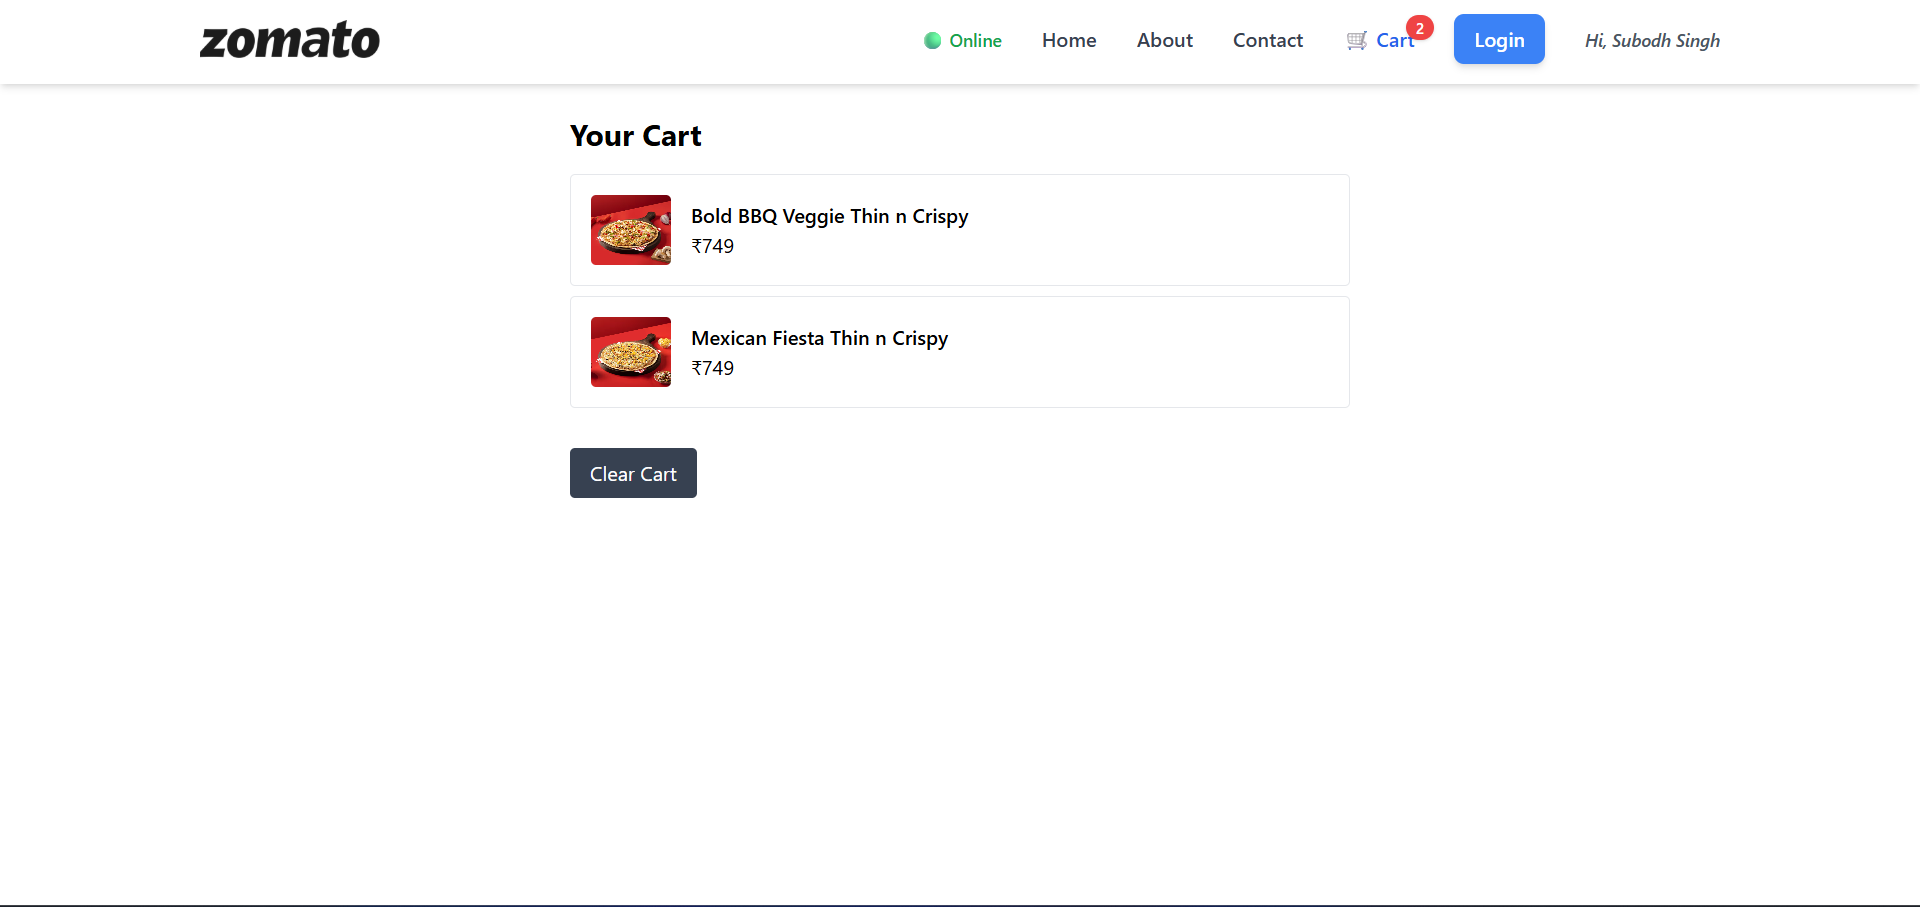 zomato
Online Home About Contact Cart 2 Login Hi, Subodh Singh
Your Cart
Bold BBQ Veggie Thin n Crispy
₹749
Mexican Fiesta Thin n Crispy
₹749
Clear Cart